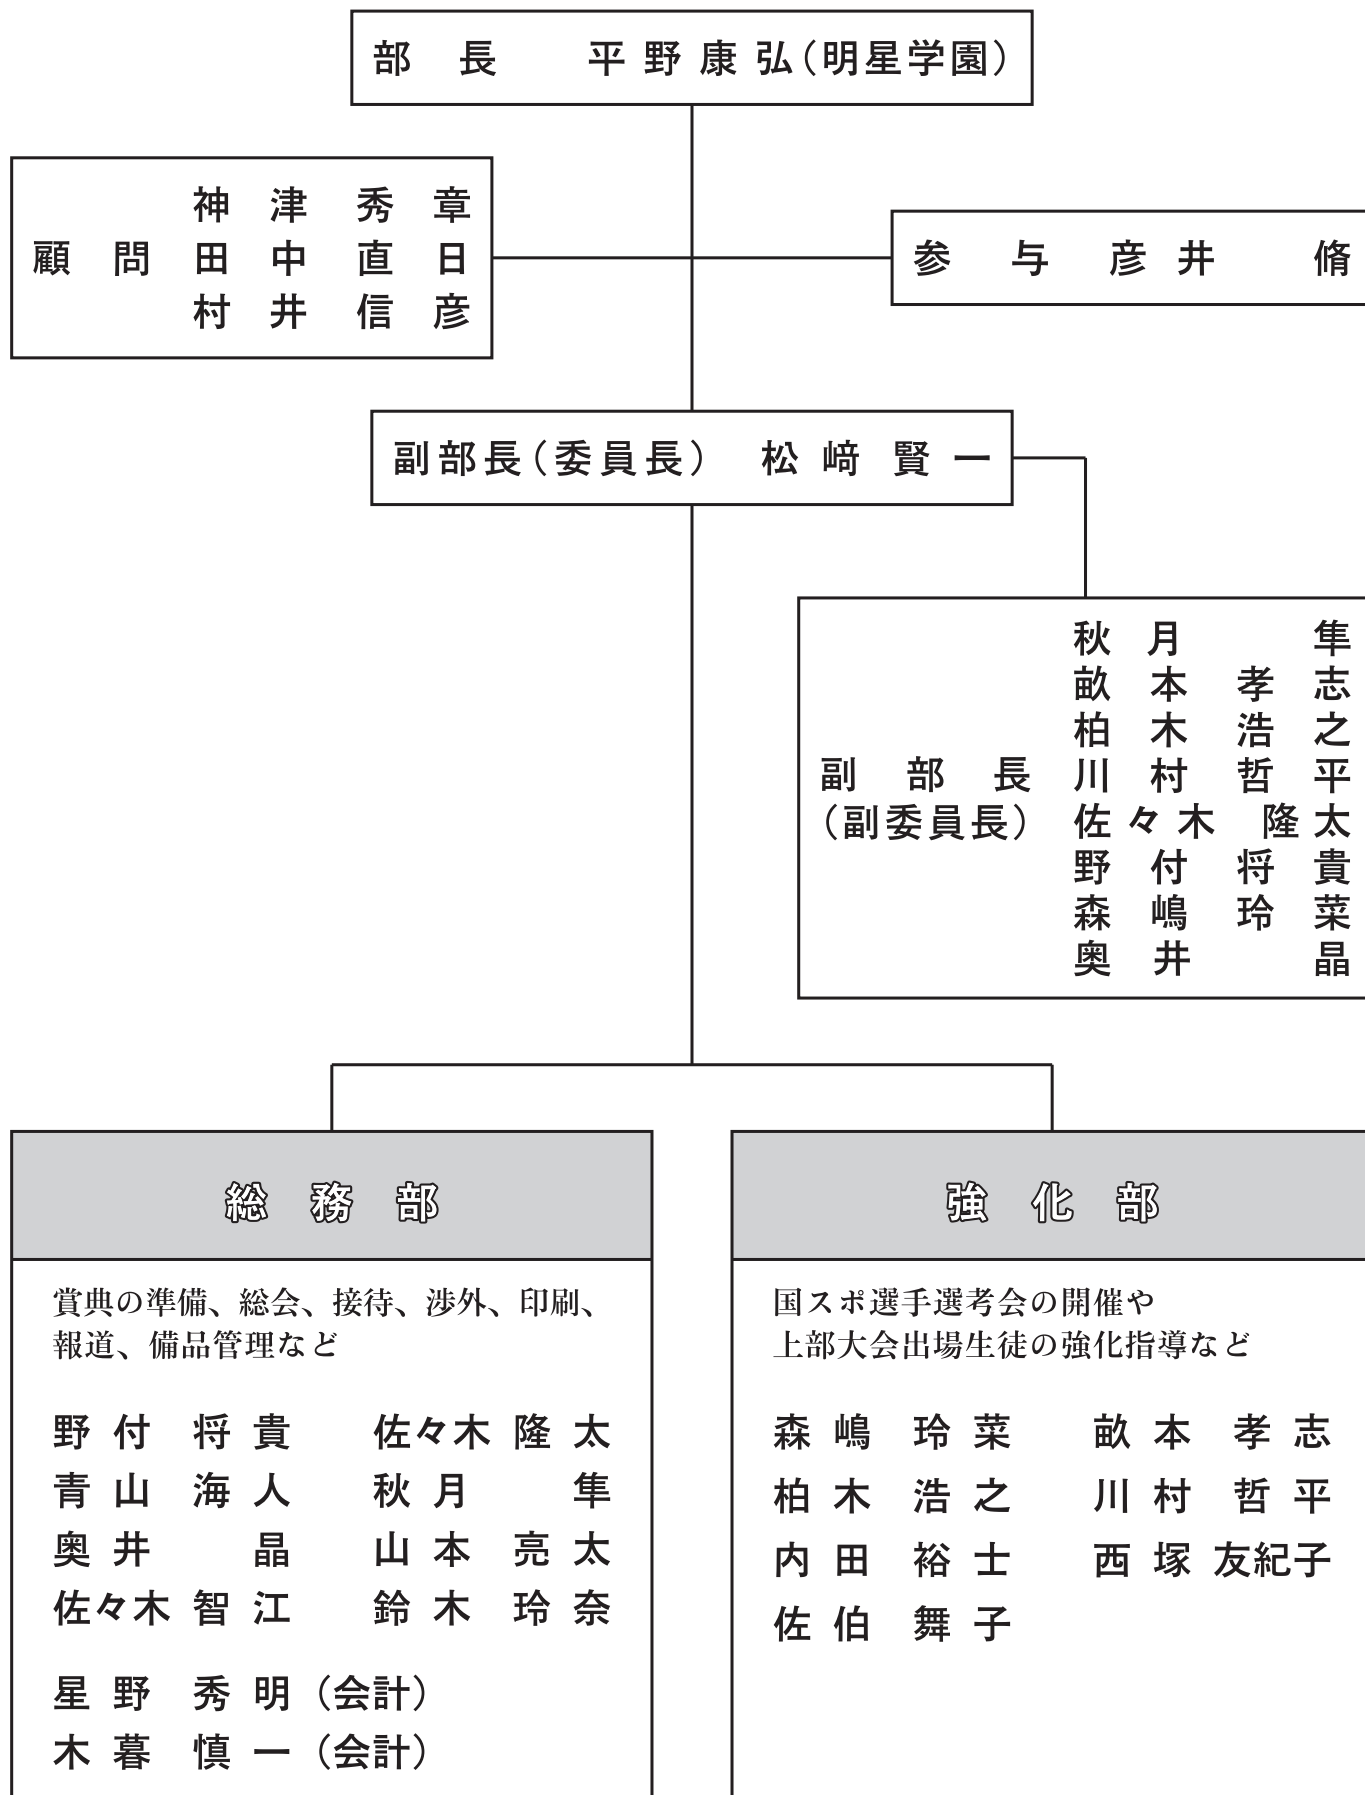 部長 平野康弘（明星学園）
神津秀章
顧問 田中直日
村井信彦
参与 彦井脩
副部長（委員長） 松﨑賢一
秋月隼
畝本孝志
柏木浩之
副部長 川村哲平
（副委員長） 佐々木隆太
野付将貴
森嶋玲菜
奥井晶
総務部
賞典の準備、総会、接待、渉外、印刷、
報道、備品管理など
野付将貴 佐々木隆太
青山海人 秋月隼
奥井晶 山本亮太
佐々木智江 鈴木玲奈
星野秀明（会計）
木暮慎一（会計）
強化部
国スポ選手選考会の開催や
上部大会出場生徒の強化指導など
森嶋玲菜 畝本孝志
柏木浩之 川村哲平
内田裕士 西塚友紀子
佐伯舞子